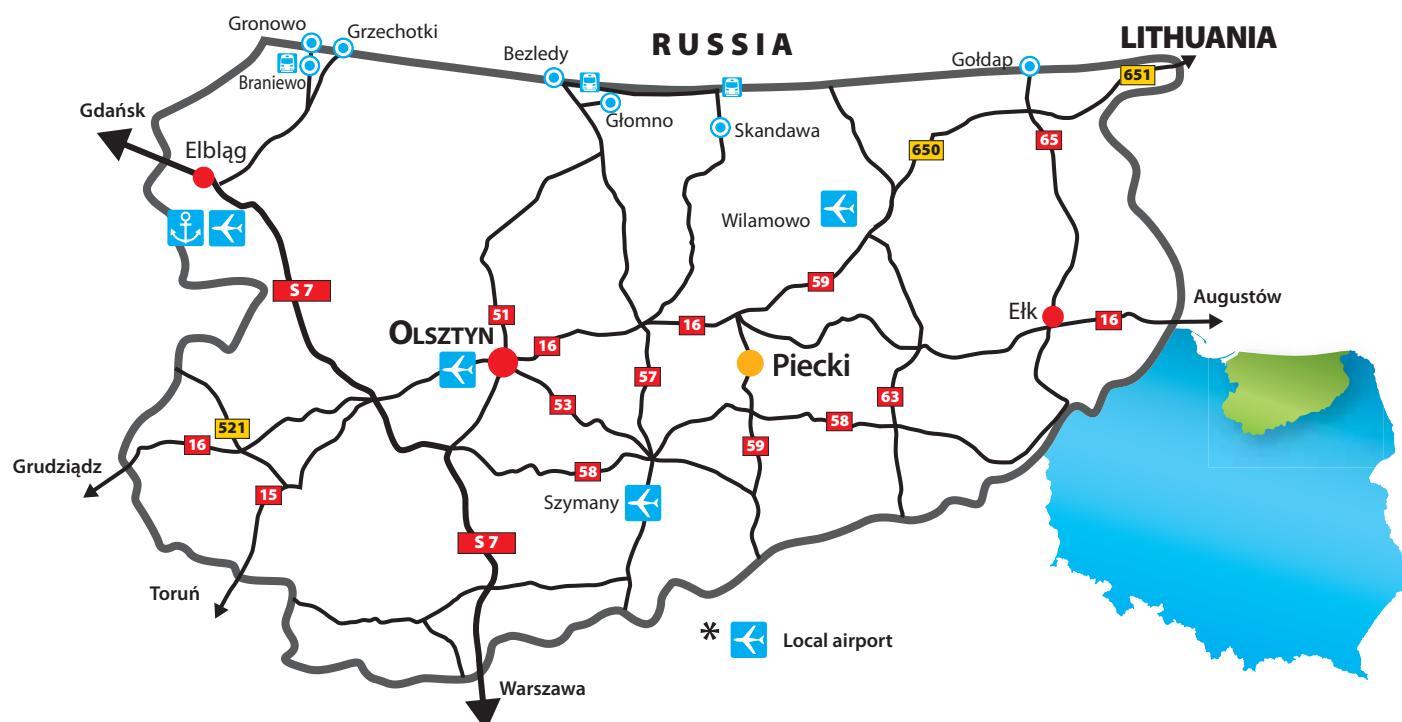 Gronowo
Grzechotki
RUSSIA
LITHUANIA
Bezledy
Gołdap
651
Braniewo
Gdańsk
Głomno
Skandawa
Elbląg
650
65
Wilamowo
S 7
59
51
16
Ełk
16
Augustów
OLSZTYN
16
Piecki
57
53
63
58
521
16
59
Grudziądz
58
15
Szymany
S 7
Toruń
* Local airport
Warszawa